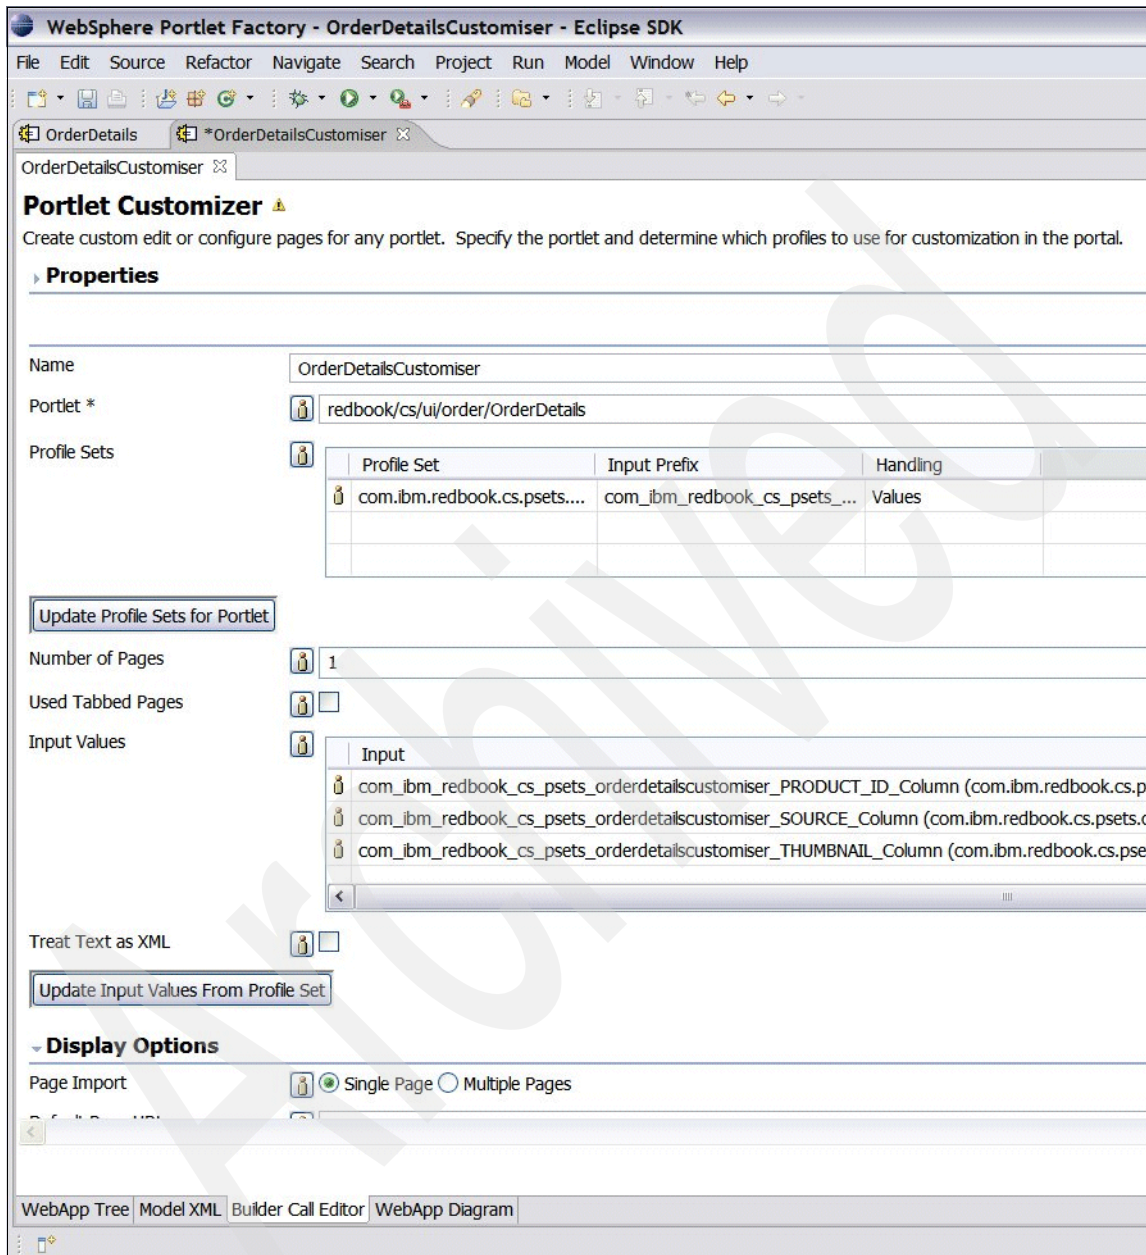 WebSphere Portlet Factory - OrderDetailsCustomiser - Eclipse SDK
File Edit Source Refactor Navigate Search Project Run Model Window Help
OrderDetails *OrderDetailsCustomiser
OrderDetailsCustomiser
Portlet Customizer
Create custom edit or configure pages for any portlet. Specify the portlet and determine which profiles to use for customization in the portal.
Properties
Name OrderDetailsCustomiser
Portlet * redbook/cs/ui/order/OrderDetails
Profile Sets
Profile Set Input Prefix Handling
com.ibm.redbook.cs.psets.... com_ibm_redbook_cs_psets_... Values
Update Profile Sets for Portlet
Number of Pages 1
Used Tabbed Pages
Input Values
Input
com_ibm_redbook_cs_psets_orderdetailscustomiser_PRODUCT_ID_Column (com.ibm.redbook.cs.p
com_ibm_redbook_cs_psets_orderdetailscustomiser_SOURCE_Column (com.ibm.redbook.cs.psets.o
com_ibm_redbook_cs_psets_orderdetailscustomiser_THUMBNAIL_Column (com.ibm.redbook.cs.pse
Treat Text as XML
Update Input Values From Profile Set
Display Options
Page Import Single Page Multiple Pages
WebApp Tree Model XML Builder Call Editor WebApp Diagram
Archived